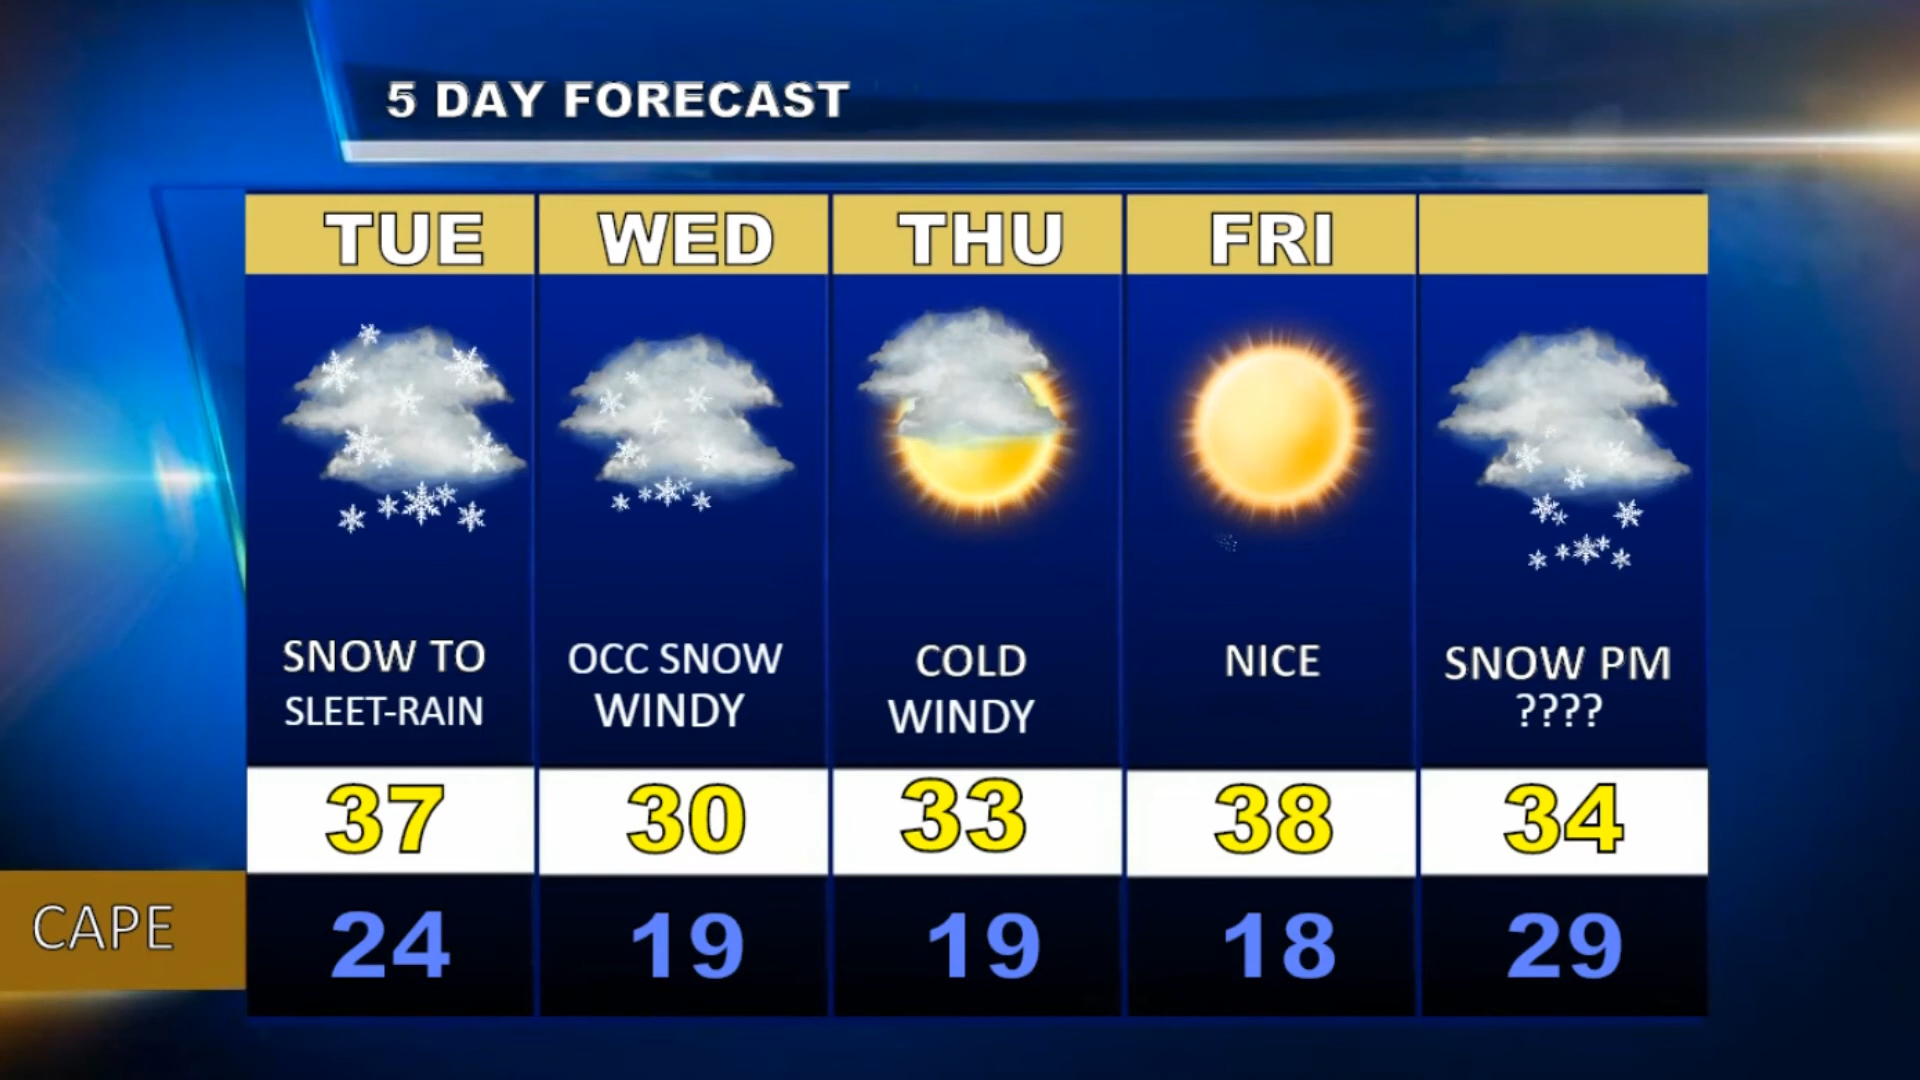 5 DAY FORECAST
TUE WED THU FRI
SNOW TO
SLEET-RAIN
OCC SNOW
WINDY
COLD
WINDY
NICE
SNOW PM
????
37 30 33 38 34
CAPE
24 19 19 18 29